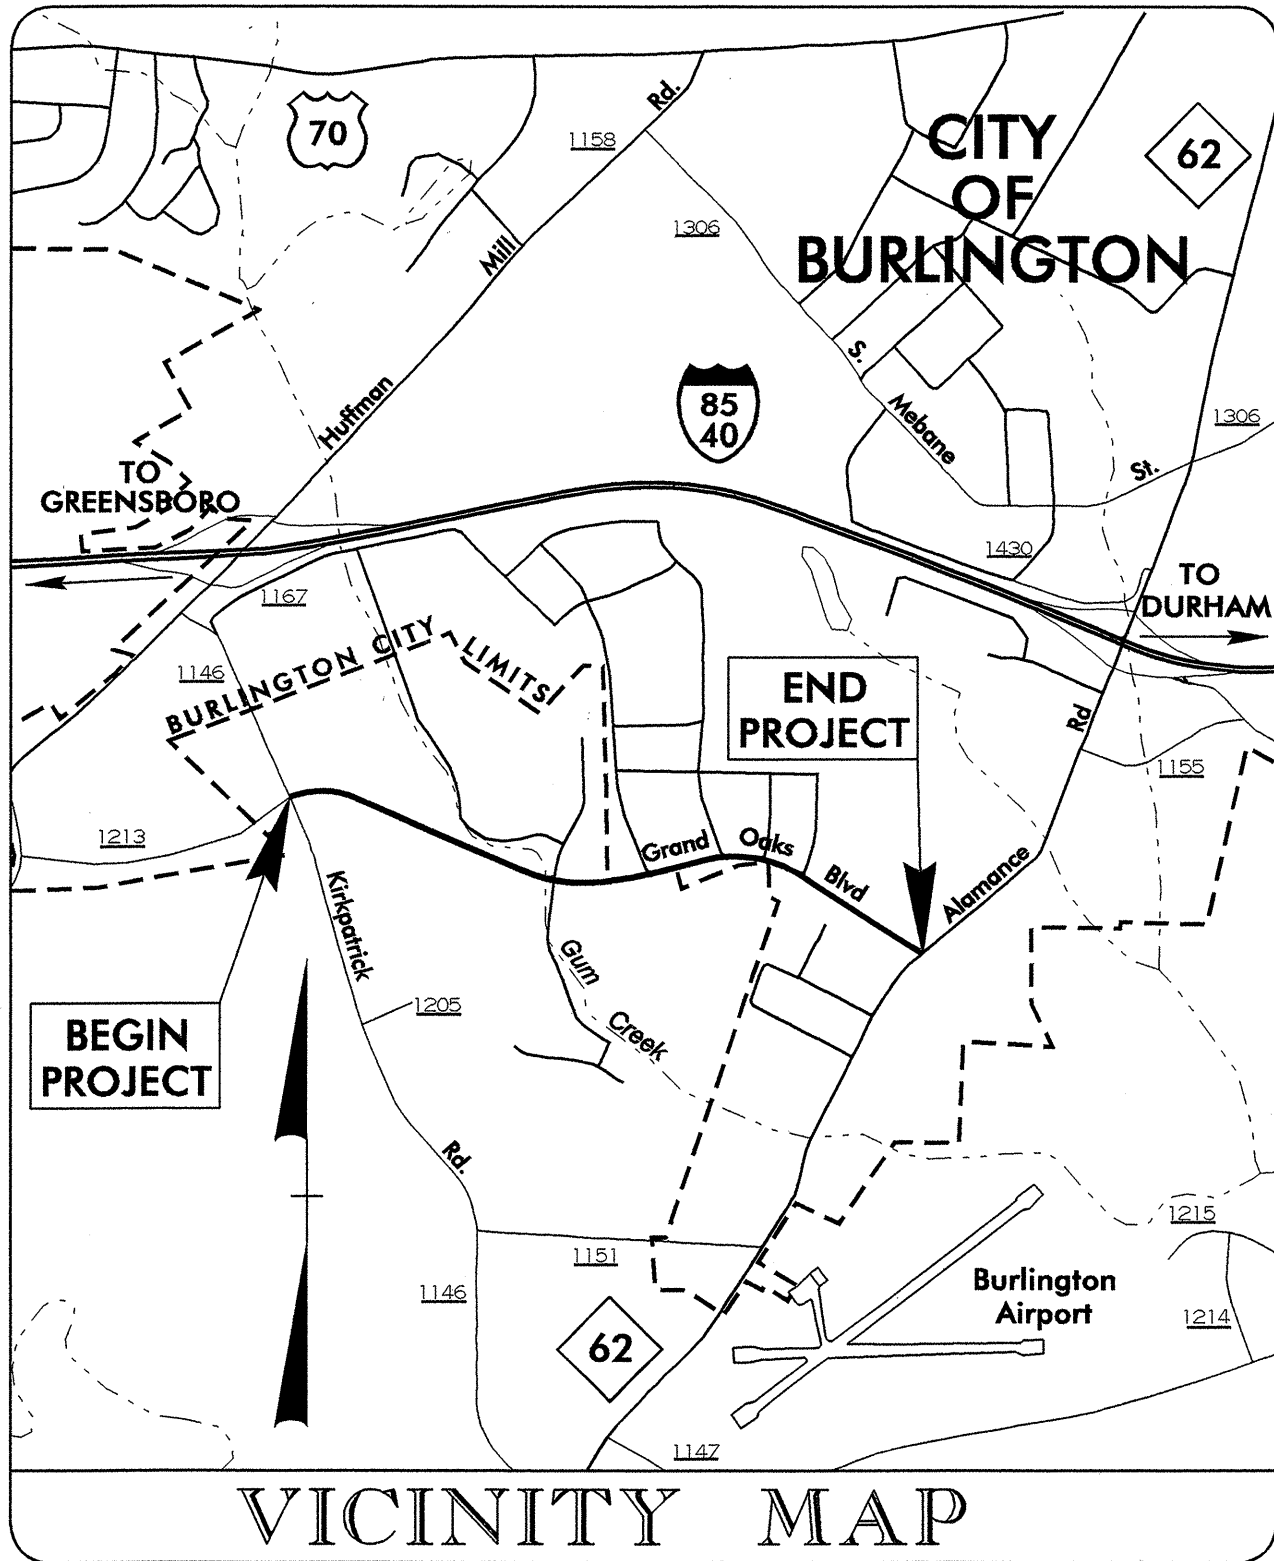 Rd.
70
1158
CITY
OF
BURLINGTON
62
1306
Mill
S.
Mebane
St.
1306
Huffman
85
40
TO
GREENSBORO
1430
TO
DURHAM
1167
BURLINGTON CITY LIMITS
1146
END
PROJECT
Rd
1155
1213
Grand Oaks Blvd
Alamance
Kirkpatrick
Gum
Creek
1205
BEGIN
PROJECT
Rd.
1215
1151
1146
Burlington
Airport
1214
62
1147
VICINITY MAP